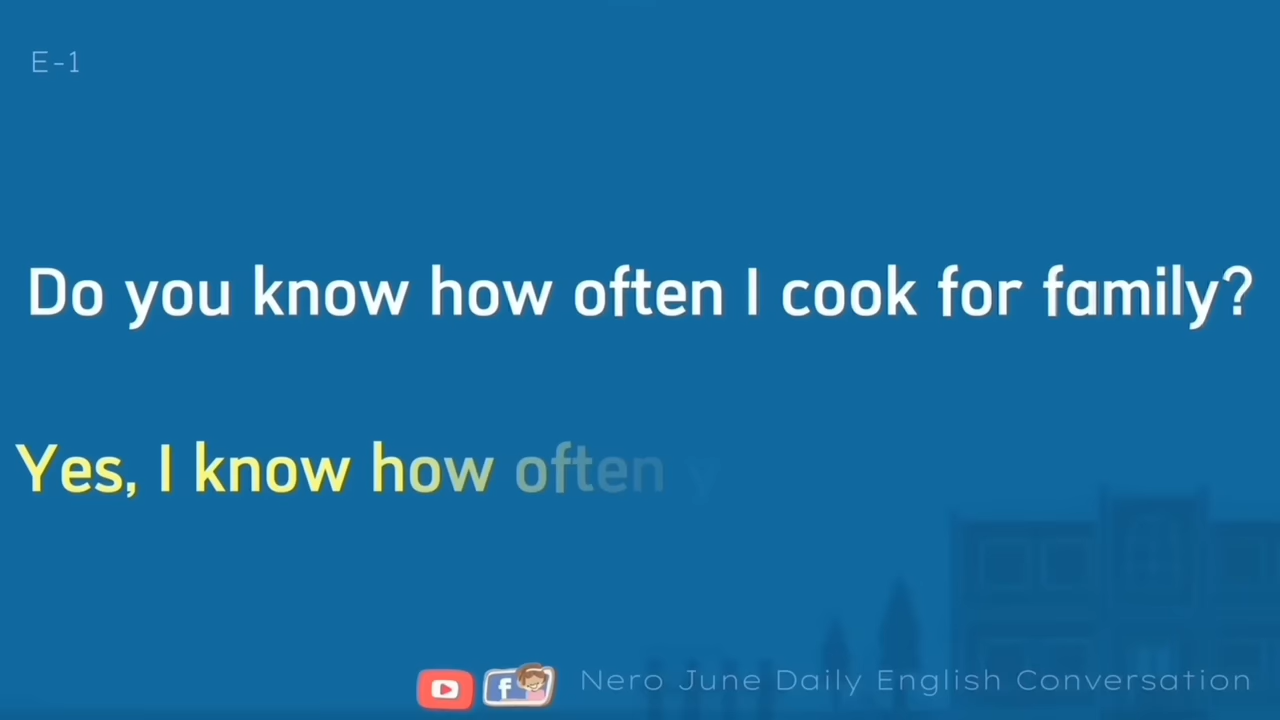 E-1
Do you know how often I cook for family?
Yes, I know how often y
Nero June Daily English Conversation